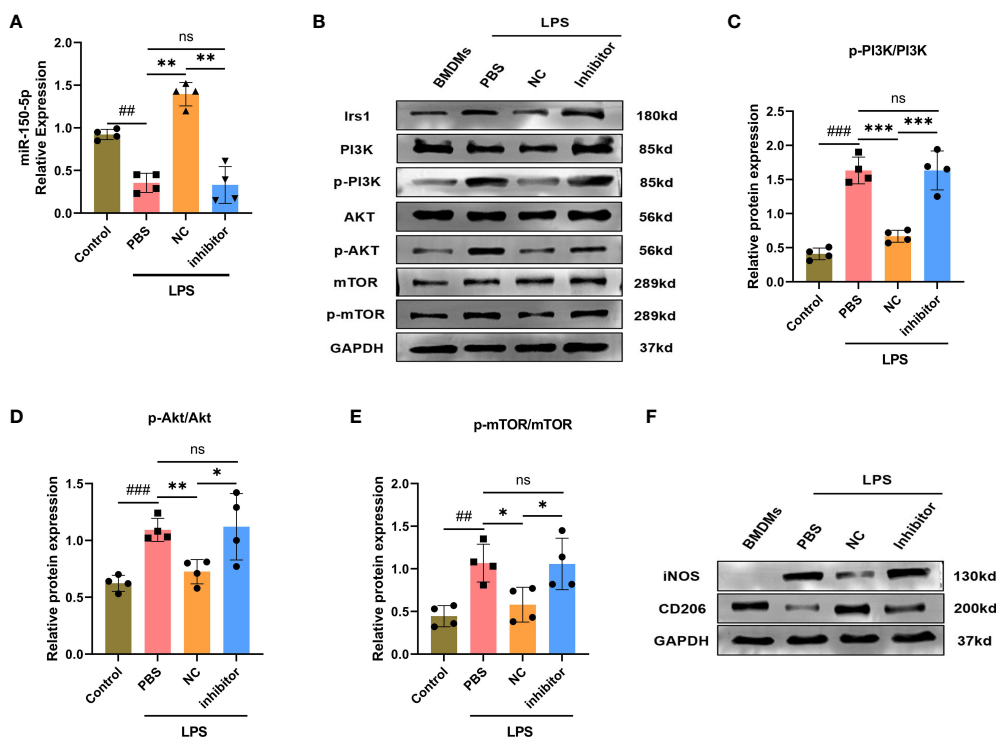 A
miR-150-5p
Relative Expression
2.0
1.5
1.0
0.5
0.0
##
**
**
ns
Control
PBS
NC
inhibitor
LPS
B
LPS
BMDMs
PBS
NC
Inhibitor
Irs1
180kd
PI3K
85kd
p-PI3K
85kd
AKT
56kd
p-AKT
56kd
mTOR
289kd
p-mTOR
289kd
GAPDH
37kd
C
p-PI3K/PI3K
Relative protein expression
2.5
2.0
1.5
1.0
0.5
0.0
###
***
***
ns
Control
PBS
NC
inhibitor
LPS
D
p-Akt/Akt
Relative protein expression
1.5
1.0
0.5
0.0
###
**
*
ns
Control
PBS
NC
inhibitor
LPS
E
p-mTOR/mTOR
Relative protein expression
2.0
1.5
1.0
0.5
0.0
##
*
*
ns
Control
PBS
NC
inhibitor
LPS
F
LPS
BMDMs
PBS
NC
Inhibitor
iNOS
130kd
CD206
200kd
GAPDH
37kd